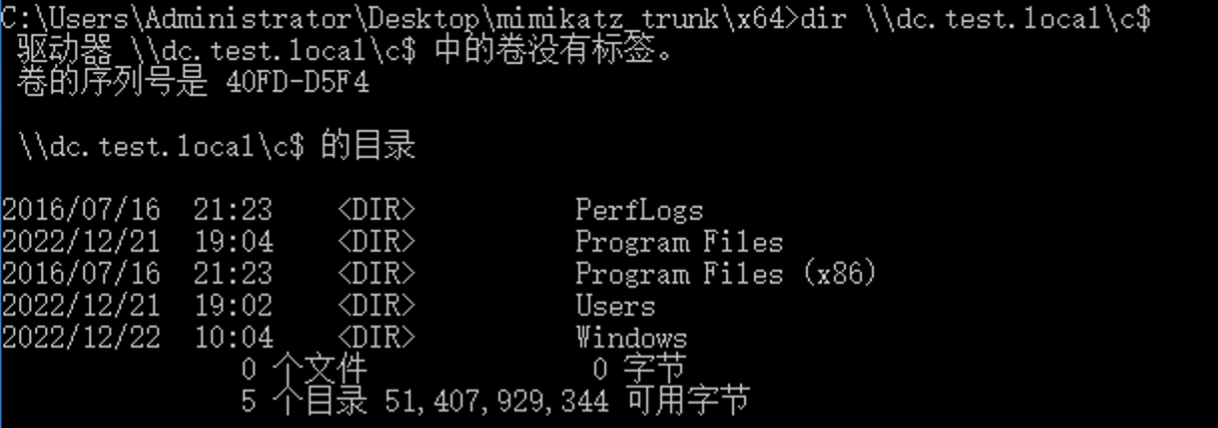 C:\Users\Administrator\Desktop\mimikatz_trunk\x64>dir \\dc.test.local\c$
驱动器 \\dc.test.local\c$ 中的卷没有标签。
卷的序列号是 40FD-D5F4
\\dc.test.local\c$ 的目录
2016/07/16  21:23    <DIR>          PerfLogs
2022/12/21  19:04    <DIR>          Program Files
2016/07/16  21:23    <DIR>          Program Files (x86)
2022/12/21  19:02    <DIR>          Users
2022/12/22  10:04    <DIR>          Windows
0 个文件              0 字节
5 个目录 51,407,929,344 可用字节